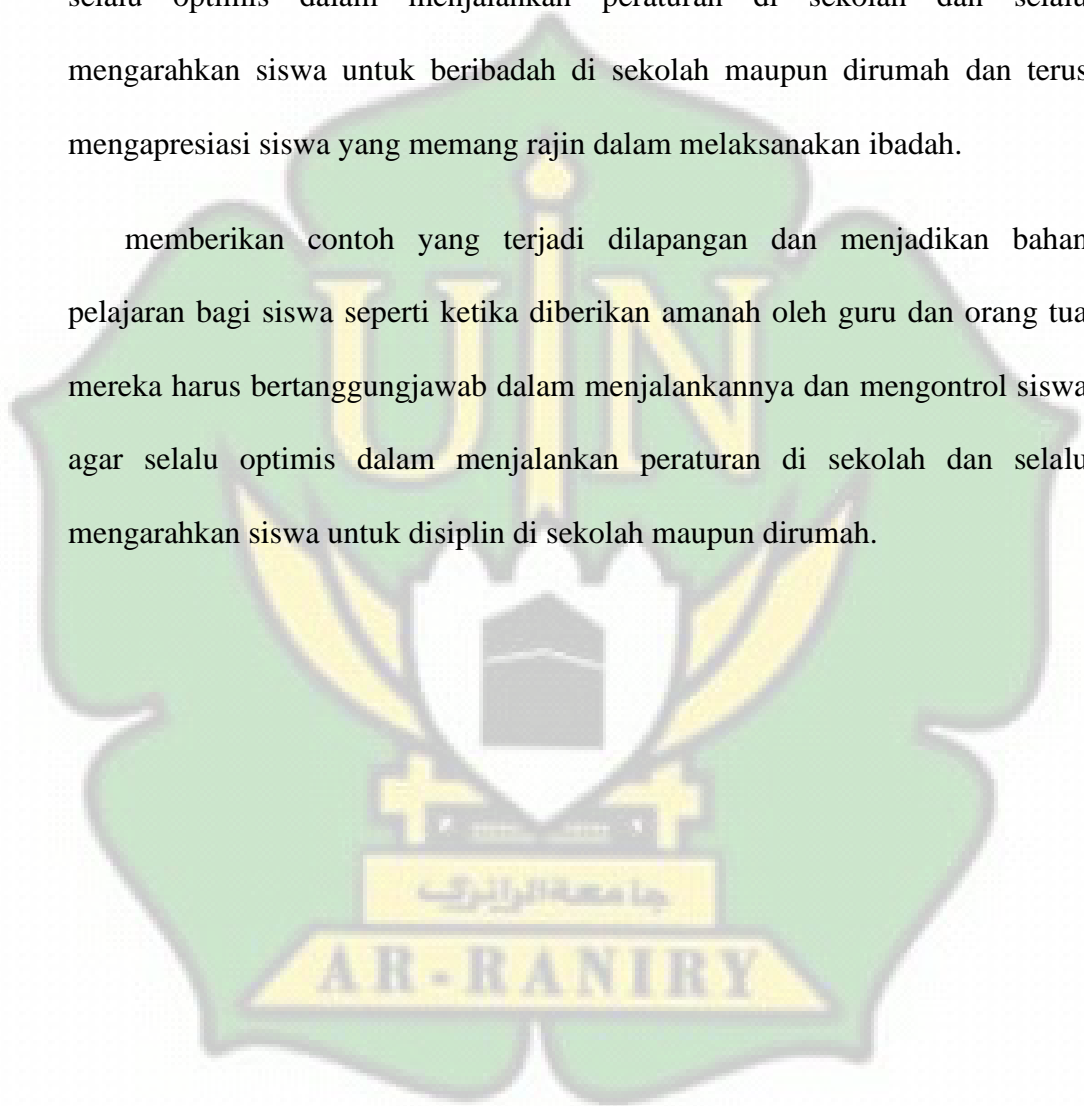 selalu optimis dalam menjalankan peraturan di sekolah dan selalu
mengarahkan siswa untuk beribadah di sekolah maupun dirumah dan terus
mengapresiasi siswa yang memang rajin dalam melaksanakan ibadah.
memberikan contoh yang terjadi dilapangan dan menjadikan bahan
pelajaran bagi siswa seperti ketika diberikan amanah oleh guru dan orang tua
mereka harus bertanggungjawab dalam menjalankannya dan mengontrol siswa
agar selalu optimis dalam menjalankan peraturan di sekolah dan selalu
mengarahkan siswa untuk disiplin di sekolah maupun dirumah.
UIN
جامعة الرانري
AR-RANIRY